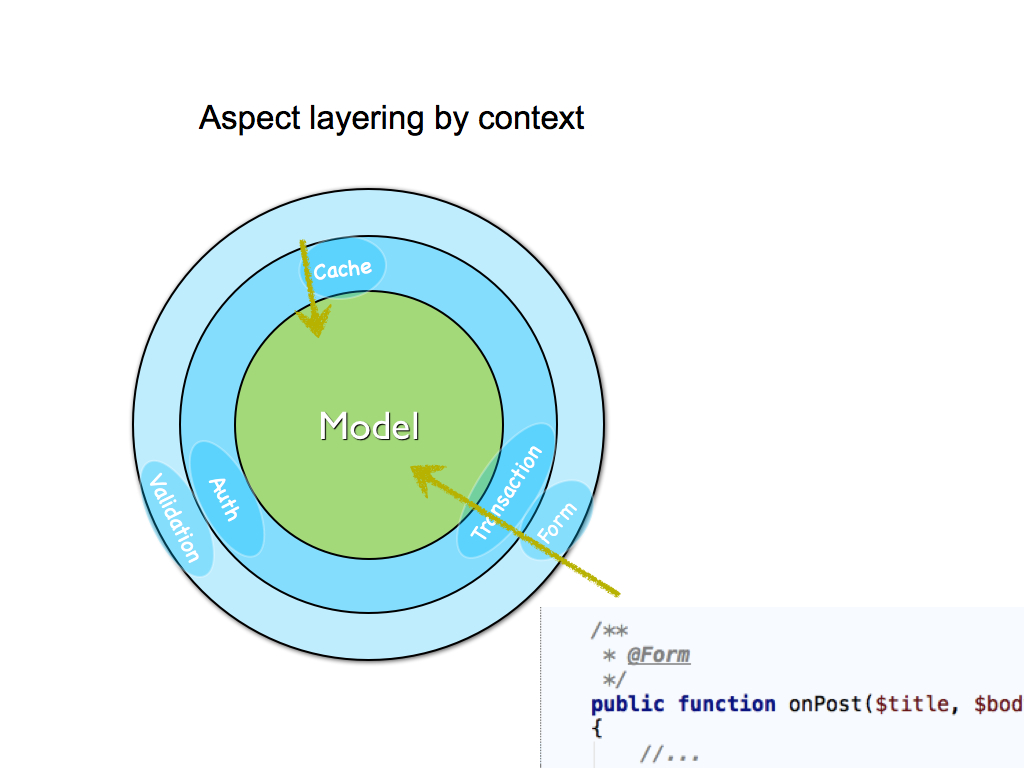 Aspect layering by context
Cache
Model
Auth
Validation
Transaction
Form
/**
* @Form
*/
public function onPost($title, $bod
{
//...